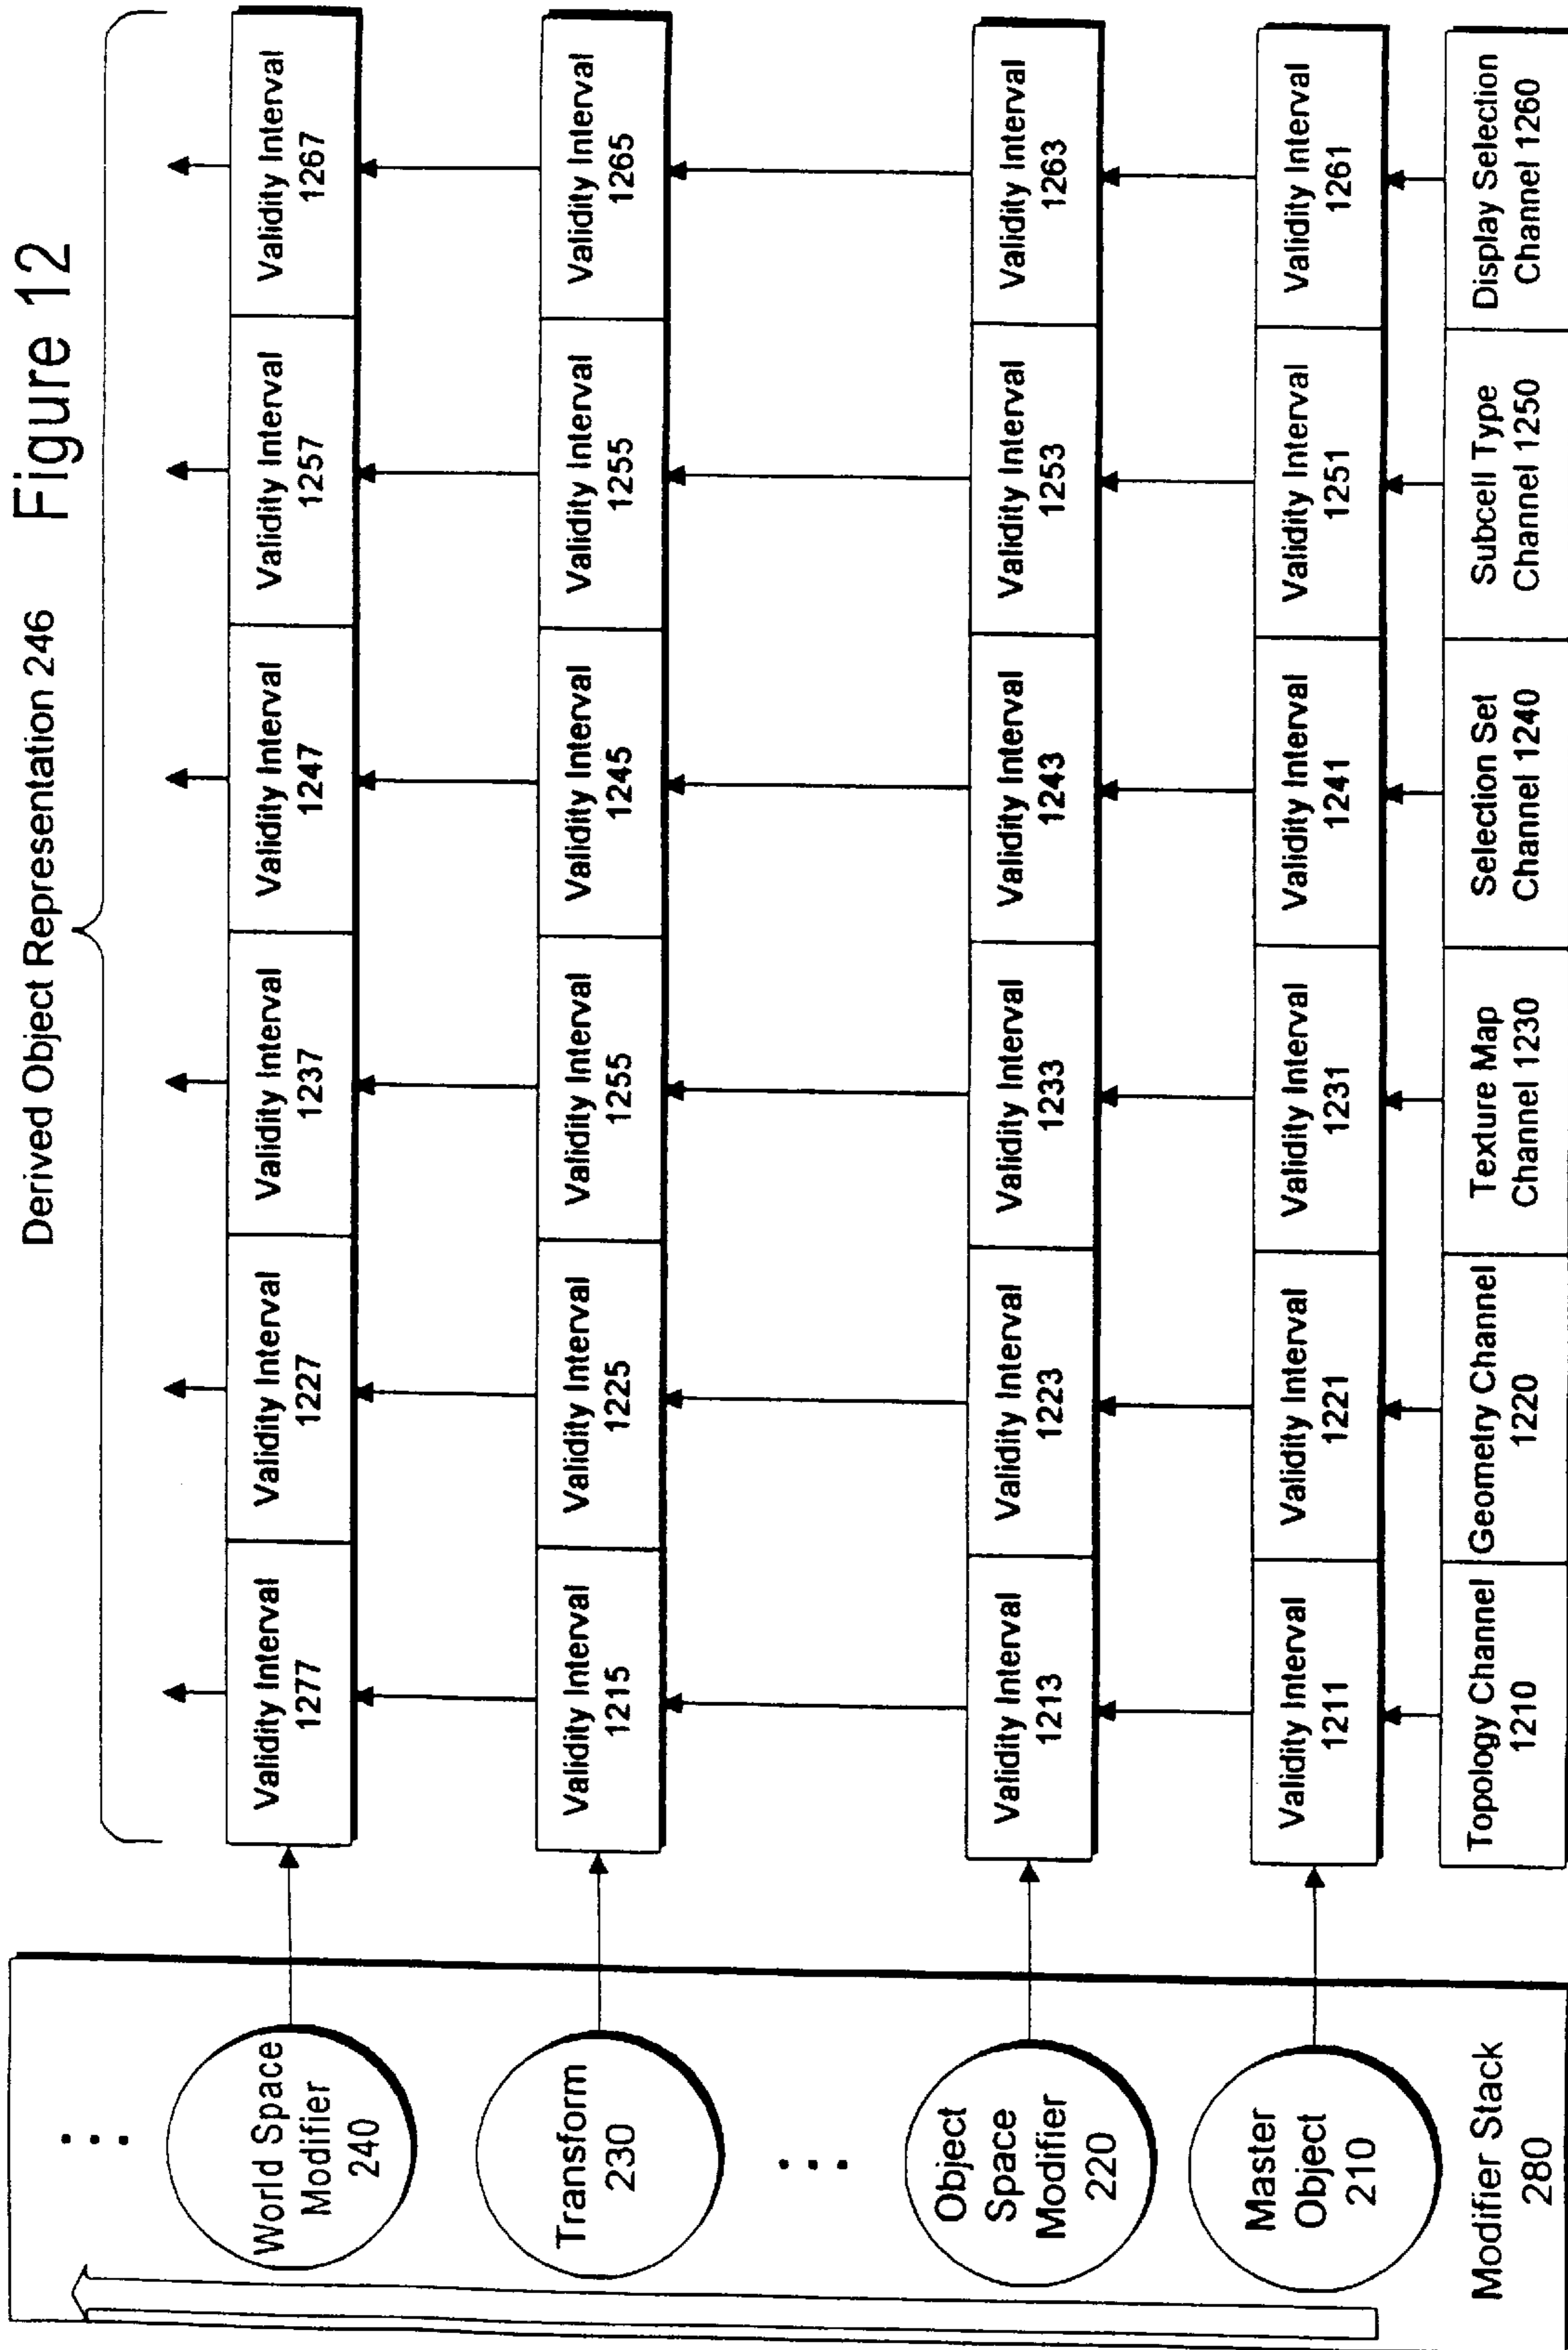 Figure 12
Derived Object Representation 246
World Space
Modifier
240
Validity Interval
1277
Validity Interval
1227
Validity Interval
1237
Validity Interval
1247
Validity Interval
1257
Validity Interval
1267
Transform
230
Validity Interval
1215
Validity Interval
1225
Validity Interval
1255
Validity Interval
1245
Validity Interval
1255
Validity Interval
1265
Object
Space
Modifier
220
Validity Interval
1213
Validity Interval
1223
Validity Interval
1233
Validity Interval
1243
Validity Interval
1253
Validity Interval
1263
Master
Object
210
Validity Interval
1211
Validity Interval
1221
Validity Interval
1231
Validity Interval
1241
Validity Interval
1251
Validity Interval
1261
Modifier Stack
280
Topology Channel
1210
Geometry Channel
1220
Texture Map
Channel 1230
Selection Set
Channel 1240
Subcell Type
Channel 1250
Display Selection
Channel 1260